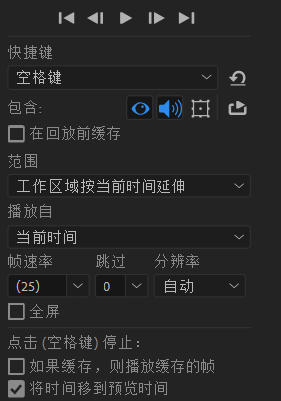 快捷键
空格键
包含:
在回放前缓存
范围
工作区域按当前时间延伸
播放自
当前时间
帧速率 跳过 分辨率
(25) 0 自动
全屏
点击 (空格键) 停止:
如果缓存，则播放缓存的帧
将时间移到预览时间